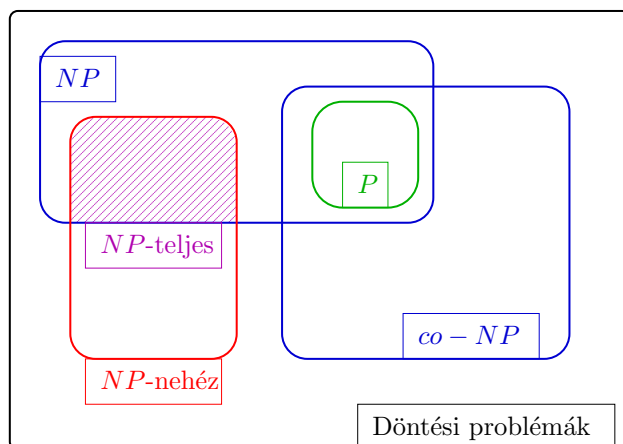 NP
P
NP-teljes
co − NP
NP-nehéz
Döntési problémák